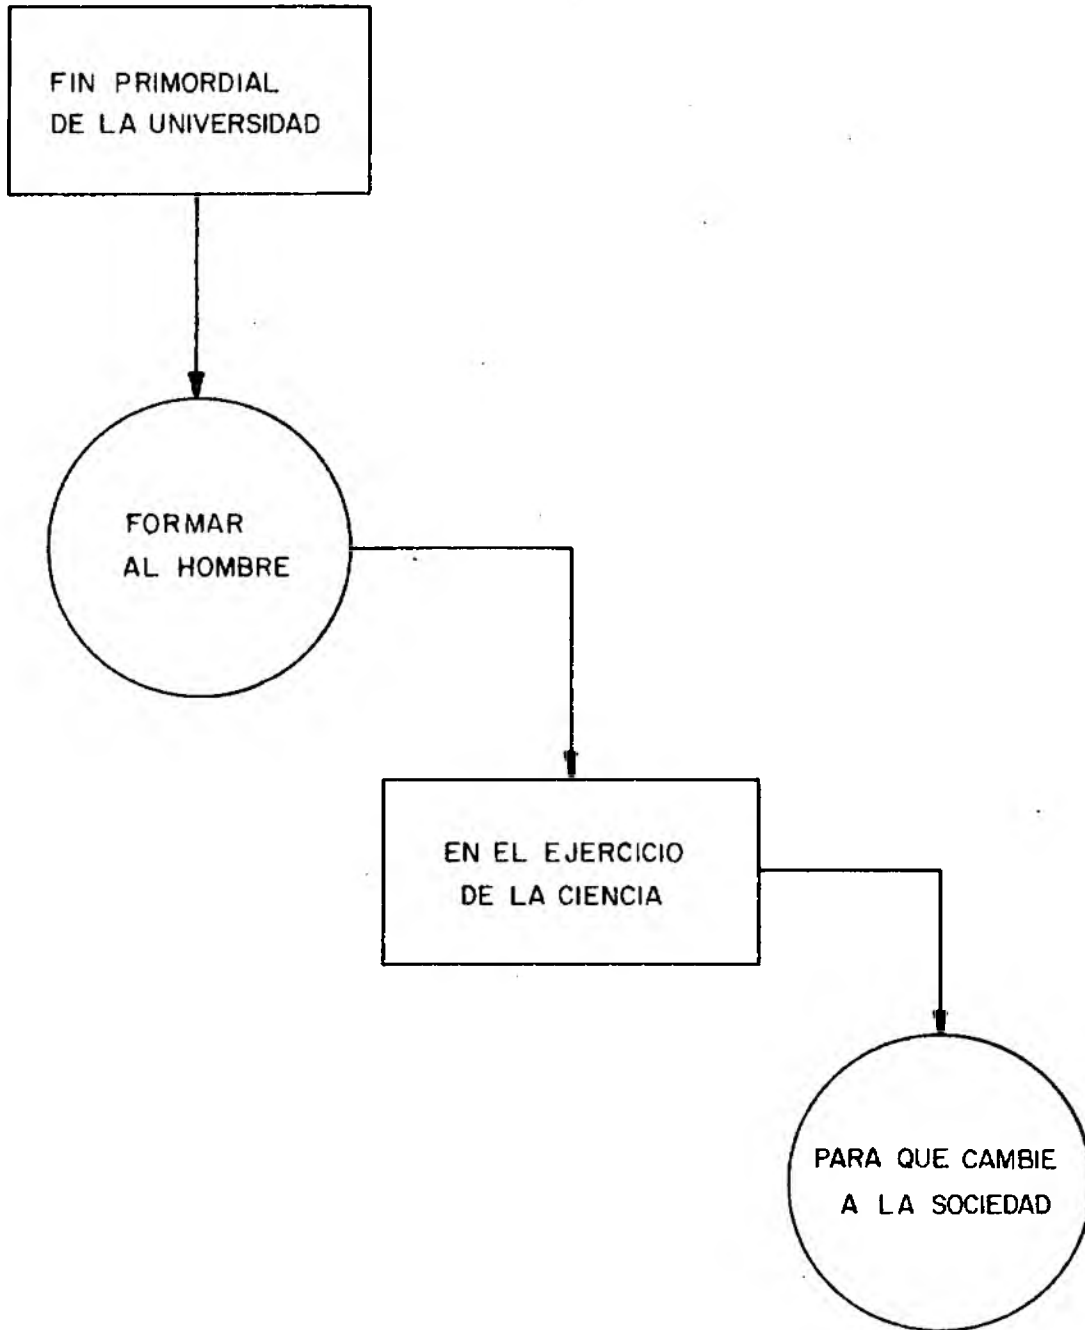 FIN PRIMORDIAL
DE LA UNIVERSIDAD
FORMAR
AL HOMBRE
EN EL EJERCICIO
DE LA CIENCIA
PARA QUE CAMBIE
A LA SOCIEDAD